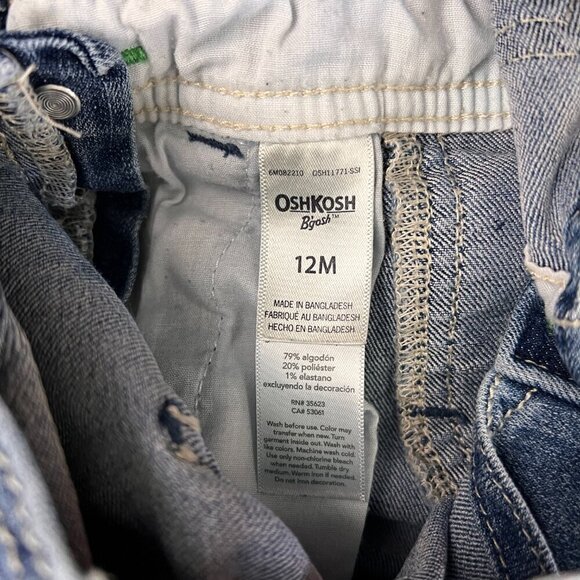 6M082210 OSH11771-SSI
OSHKOSH
B'gosh™
12M
MADE IN BANGLADESH
FABRIQUÉ AU BANGLADESH
HECHO EN BANGLADESH
79% algodón
20% poliéster
1% elastano
excluyendo la decoración
RN# 35623
CA# 53061
Wash before use. Color may
transfer when new. Turn
garment inside out. Wash with
like colors. Machine wash cold.
Use only non-chlorine bleach
when needed. Tumble dry
medium. Warm iron if needed.
Do not iron decoration.